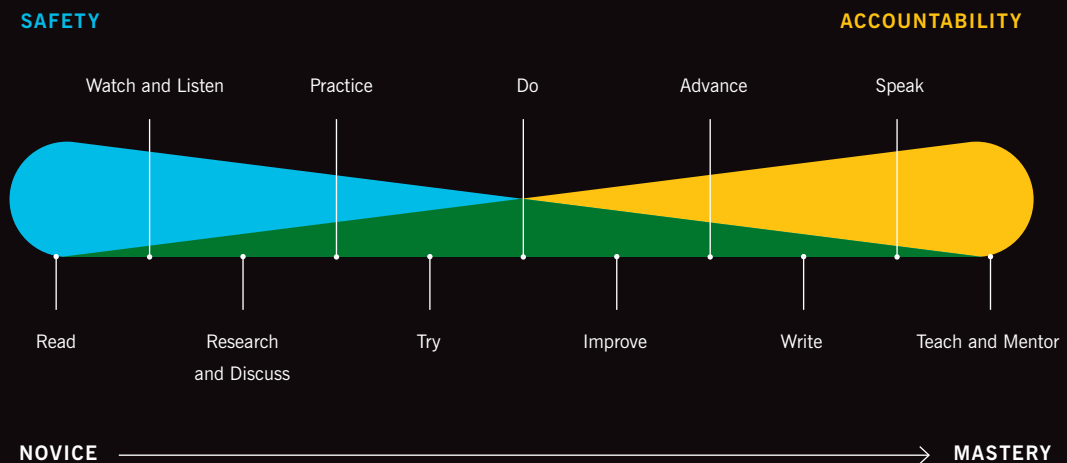 SAFETY
ACCOUNTABILITY
Watch and Listen
Practice
Do
Advance
Speak
Read
Research
and Discuss
Try
Improve
Write
Teach and Mentor
NOVICE
MASTERY